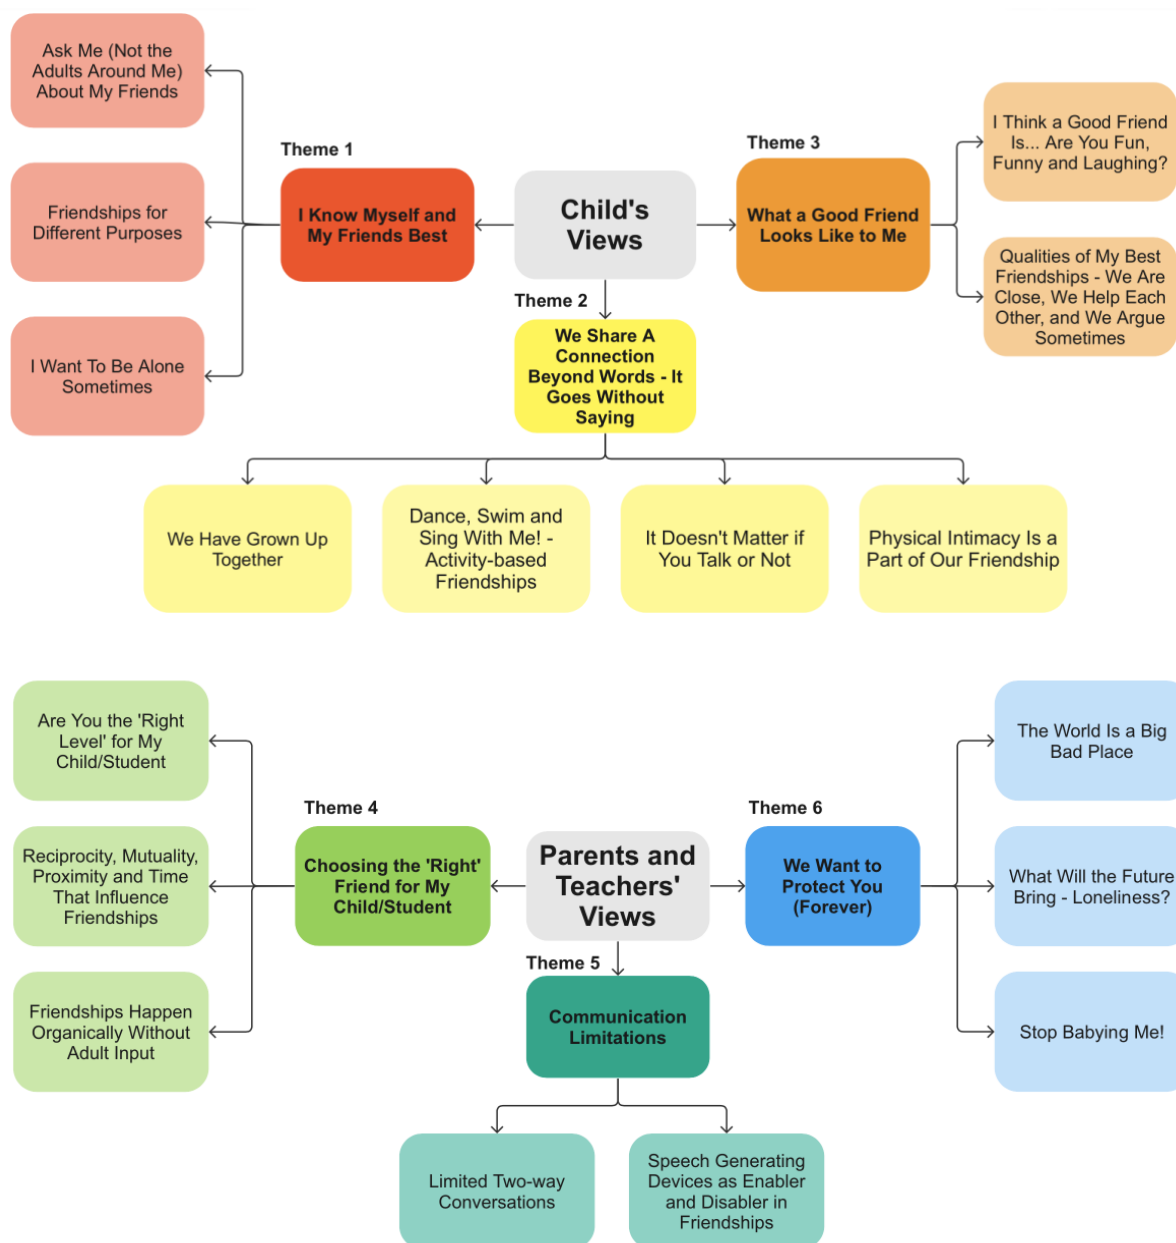 Ask Me (Not the
Adults Around Me)
About My Friends
Friendships for
Different Purposes
I Want To Be Alone
Sometimes
Theme 1
I Know Myself and
My Friends Best
Child's
Views
Theme 3
What a Good Friend
Looks Like to Me
I Think a Good Friend
Is... Are You Fun,
Funny and Laughing?
Qualities of My Best
Friendships - We Are
Close, We Help Each
Other, and We Argue
Sometimes
Theme 2
We Share A
Connection
Beyond Words - It
Goes Without
Saying
We Have Grown Up
Together
Dance, Swim and
Sing With Me! -
Activity-based
Friendships
It Doesn't Matter if
You Talk or Not
Physical Intimacy Is a
Part of Our Friendship
Are You the 'Right
Level' for My
Child/Student
Reciprocity, Mutuality,
Proximity and Time
That Influence
Friendships
Friendships Happen
Organically Without
Adult Input
Theme 4
Choosing the 'Right'
Friend for My
Child/Student
Parents and
Teachers'
Views
Theme 6
We Want to
Protect You
(Forever)
The World Is a Big
Bad Place
What Will the Future
Bring - Loneliness?
Stop Babying Me!
Theme 5
Communication
Limitations
Limited Two-way
Conversations
Speech Generating
Devices as Enabler
and Disabler in
Friendships